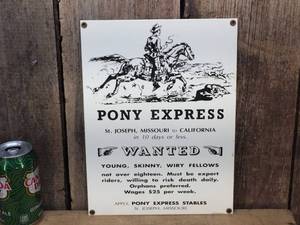 PONY EXPRESS
St. JOSEPH, MISSOURI to CALIFORNIA
in 10 days or less.
WANTED
YOUNG, SKINNY, WIRY FELLOWS
not over eighteen. Must be expert
riders, willing to risk death daily.
Orphans preferred.
Wages $25 per week.
APPLY, PONY EXPRESS STABLES
St. JOSEPH, MISSOURI